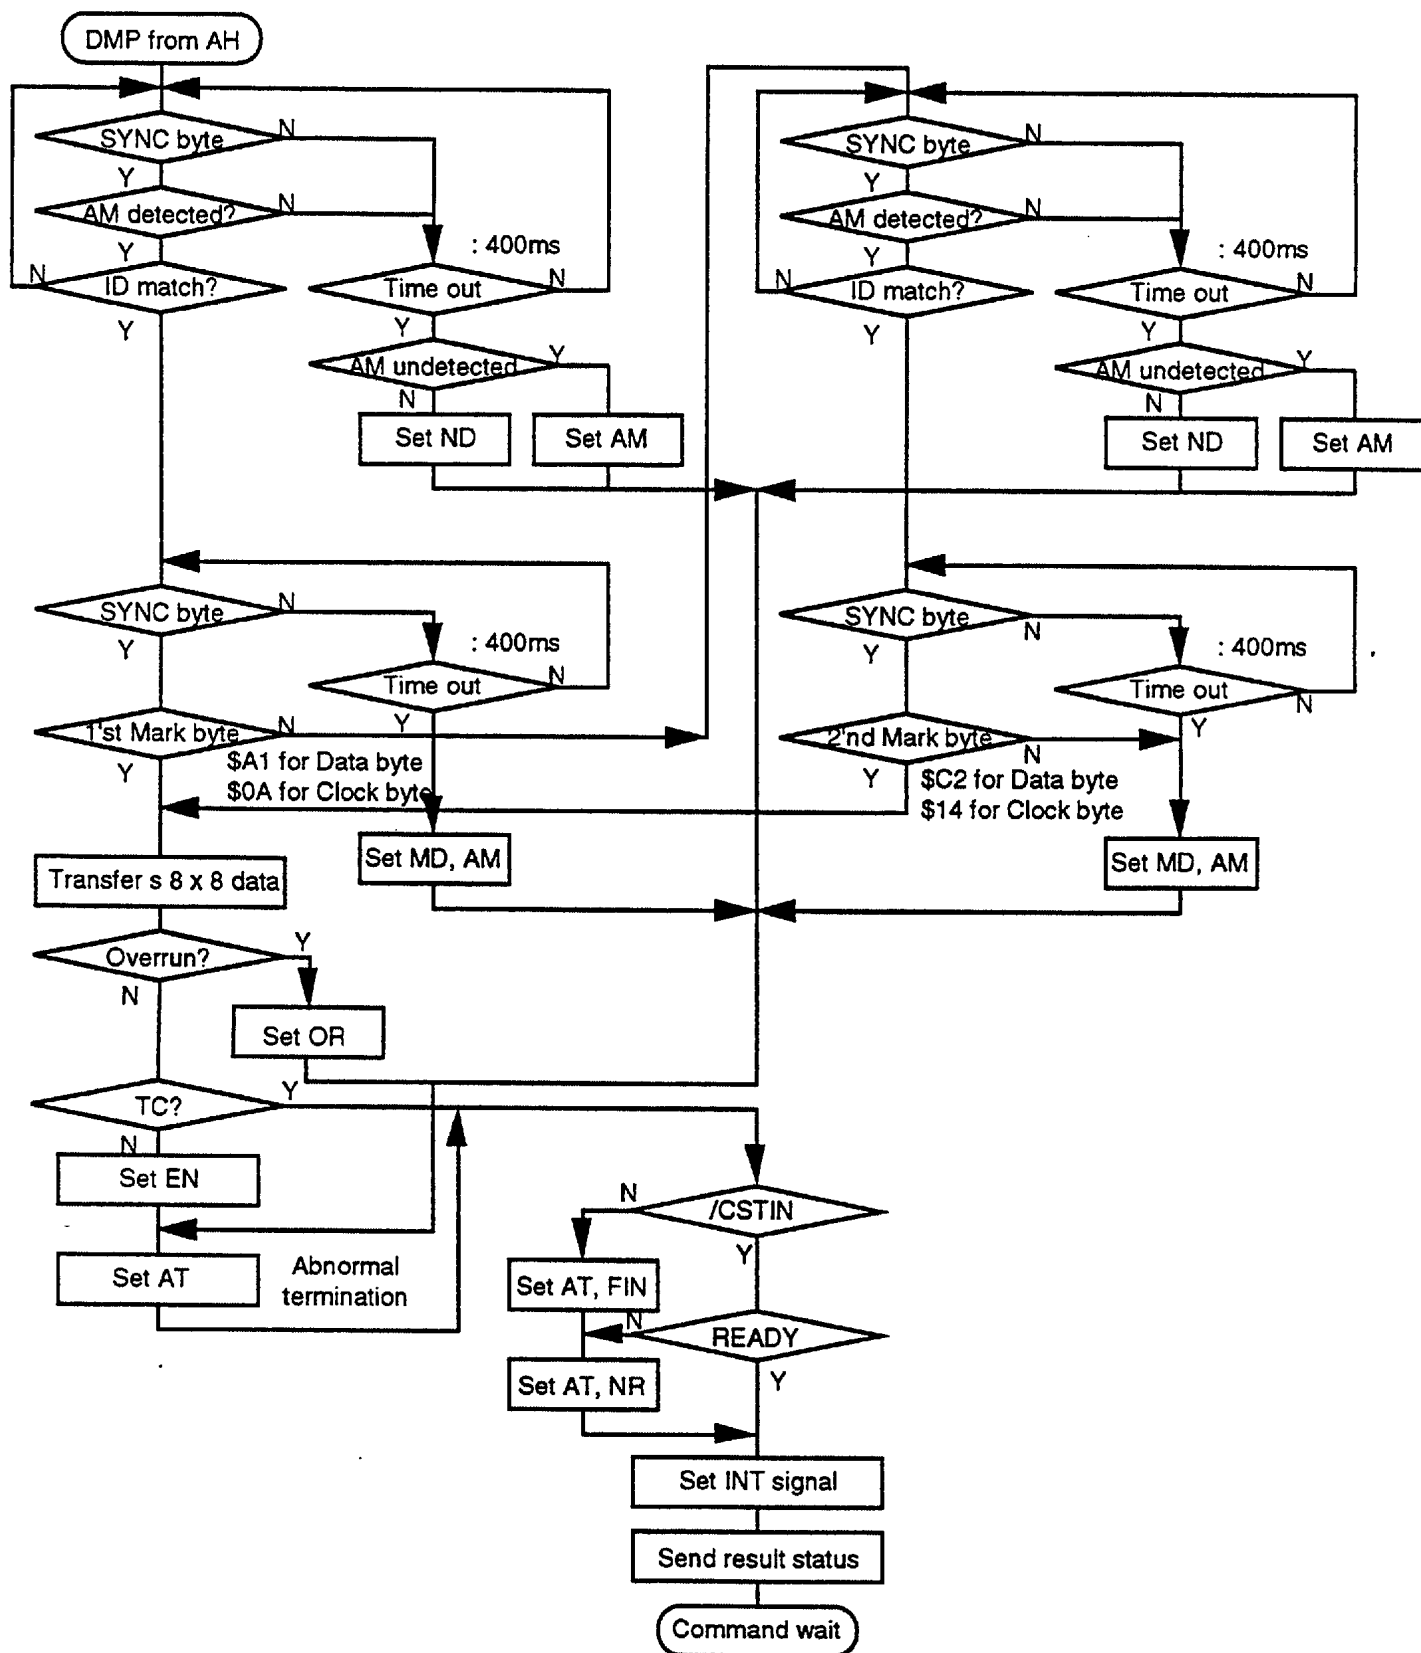 DMP from AH
SYNC byte
N
Y
AM detected?
N
Y
ID match?
N
Y
: 400ms
Time out
N
Y
AM undetected
Y
N
Set ND
Set AM
SYNC byte
N
Y
AM detected?
N
Y
ID match?
N
Y
: 400ms
Time out
N
Y
AM undetected
Y
N
Set ND
Set AM
SYNC byte
N
Y
: 400ms
Time out
N
Y
1'st Mark byte
N
Y
$A1 for Data byte
$0A for Clock byte
Set MD, AM
SYNC byte
N
Y
: 400ms
Time out
N
Y
2'nd Mark byte
N
Y
$C2 for Data byte
$14 for Clock byte
Set MD, AM
Transfer s 8 x 8 data
Overrun?
Y
N
Set OR
TC?
Y
N
Set EN
Set AT
Abnormal
termination
/CSTIN
N
Y
Set AT, FIN
READY
N
Y
Set AT, NR
Set INT signal
Send result status
Command wait